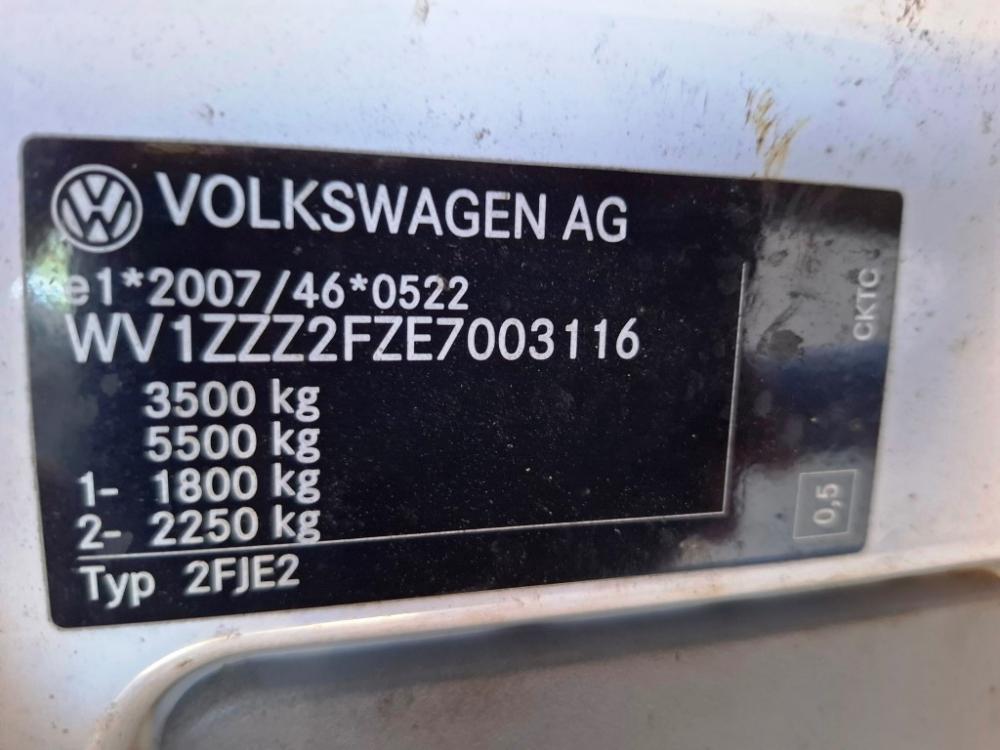 VOLKSWAGEN AG
e1*2007/46*0522
WV1ZZZ2FZE7003116
3500 kg
5500 kg
1- 1800 kg
2- 2250 kg
Typ 2FJE2
CKTC
0,5